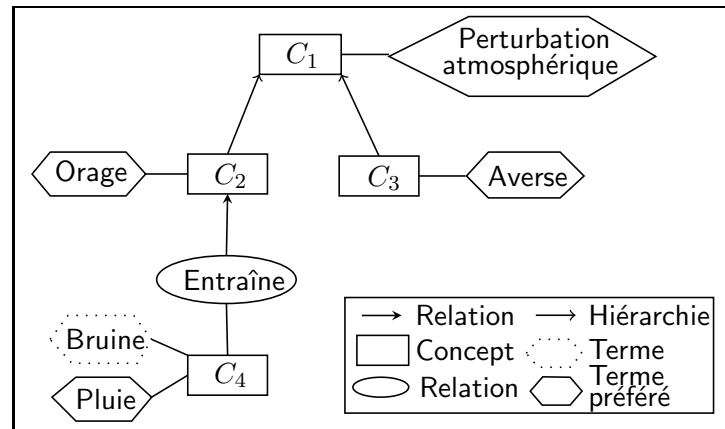 C1
Perturbation
atmosphérique
Orage
C2
C3
Averse
Entraîne
Bruine
C4
Pluie
Relation
Hiérarchie
Concept
Terme
Relation
Terme
préféré